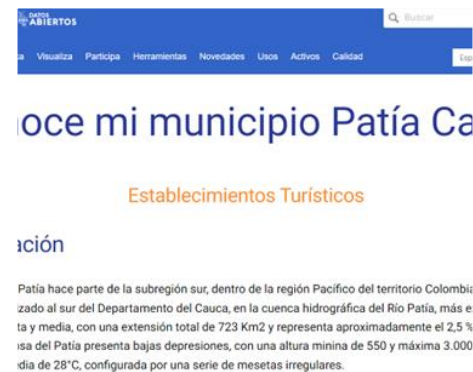 DATOS
ABIERTOS
Buscar
Visualiza Participa Herramientas Novedades Usos Activos Calidad
Esp
oce mi municipio Patía Ca
Establecimientos Turísticos
ación
Patía hace parte de la subregión sur, dentro de la región Pacífico del territorio Colombia
zado al sur del Departamento del Cauca, en la cuenca hidrográfica del Río Patía, más e
ta y media, con una extensión total de 723 Km2 y representa aproximadamente el 2,5 %
sa del Patía presenta bajas depresiones, con una altura minina de 550 y máxima 3.000
dia de 28°C, configurada por una serie de mesetas irregulares.